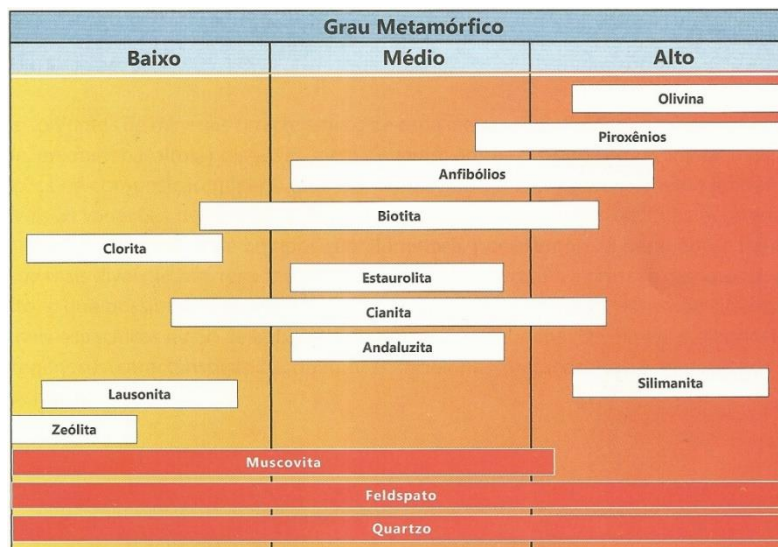 Grau Metamórfico
Baixo Médio Alto
Olivina
Piroxênios
Anfibólios
Biotita
Clorita
Estaurolita
Cianita
Andaluzita
Silimanita
Lausonita
Zeólita
Muscovita
Feldspato
Quartzo